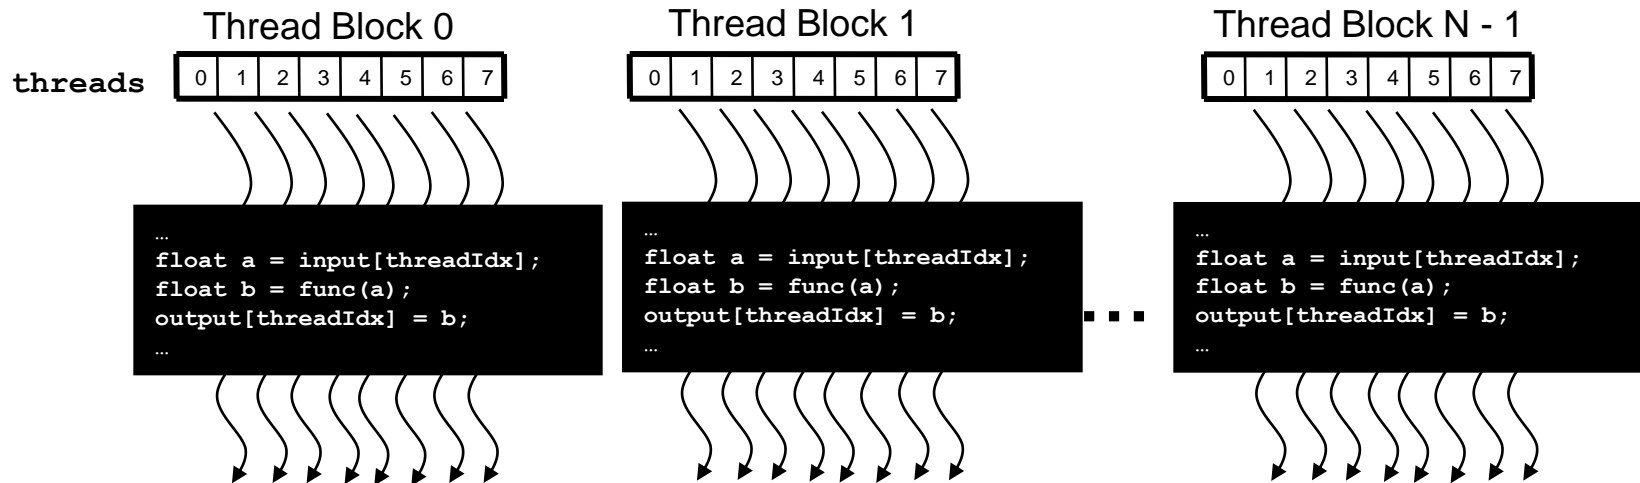 Thread Block 0
Thread Block 1
Thread Block N - 1
threads
0 1 2 3 4 5 6 7
0 1 2 3 4 5 6 7
0 1 2 3 4 5 6 7
…
float a = input[threadIdx];
float b = func(a);
output[threadIdx] = b;
…
…
float a = input[threadIdx];
float b = func(a);
output[threadIdx] = b;
…
...
…
float a = input[threadIdx];
float b = func(a);
output[threadIdx] = b;
…